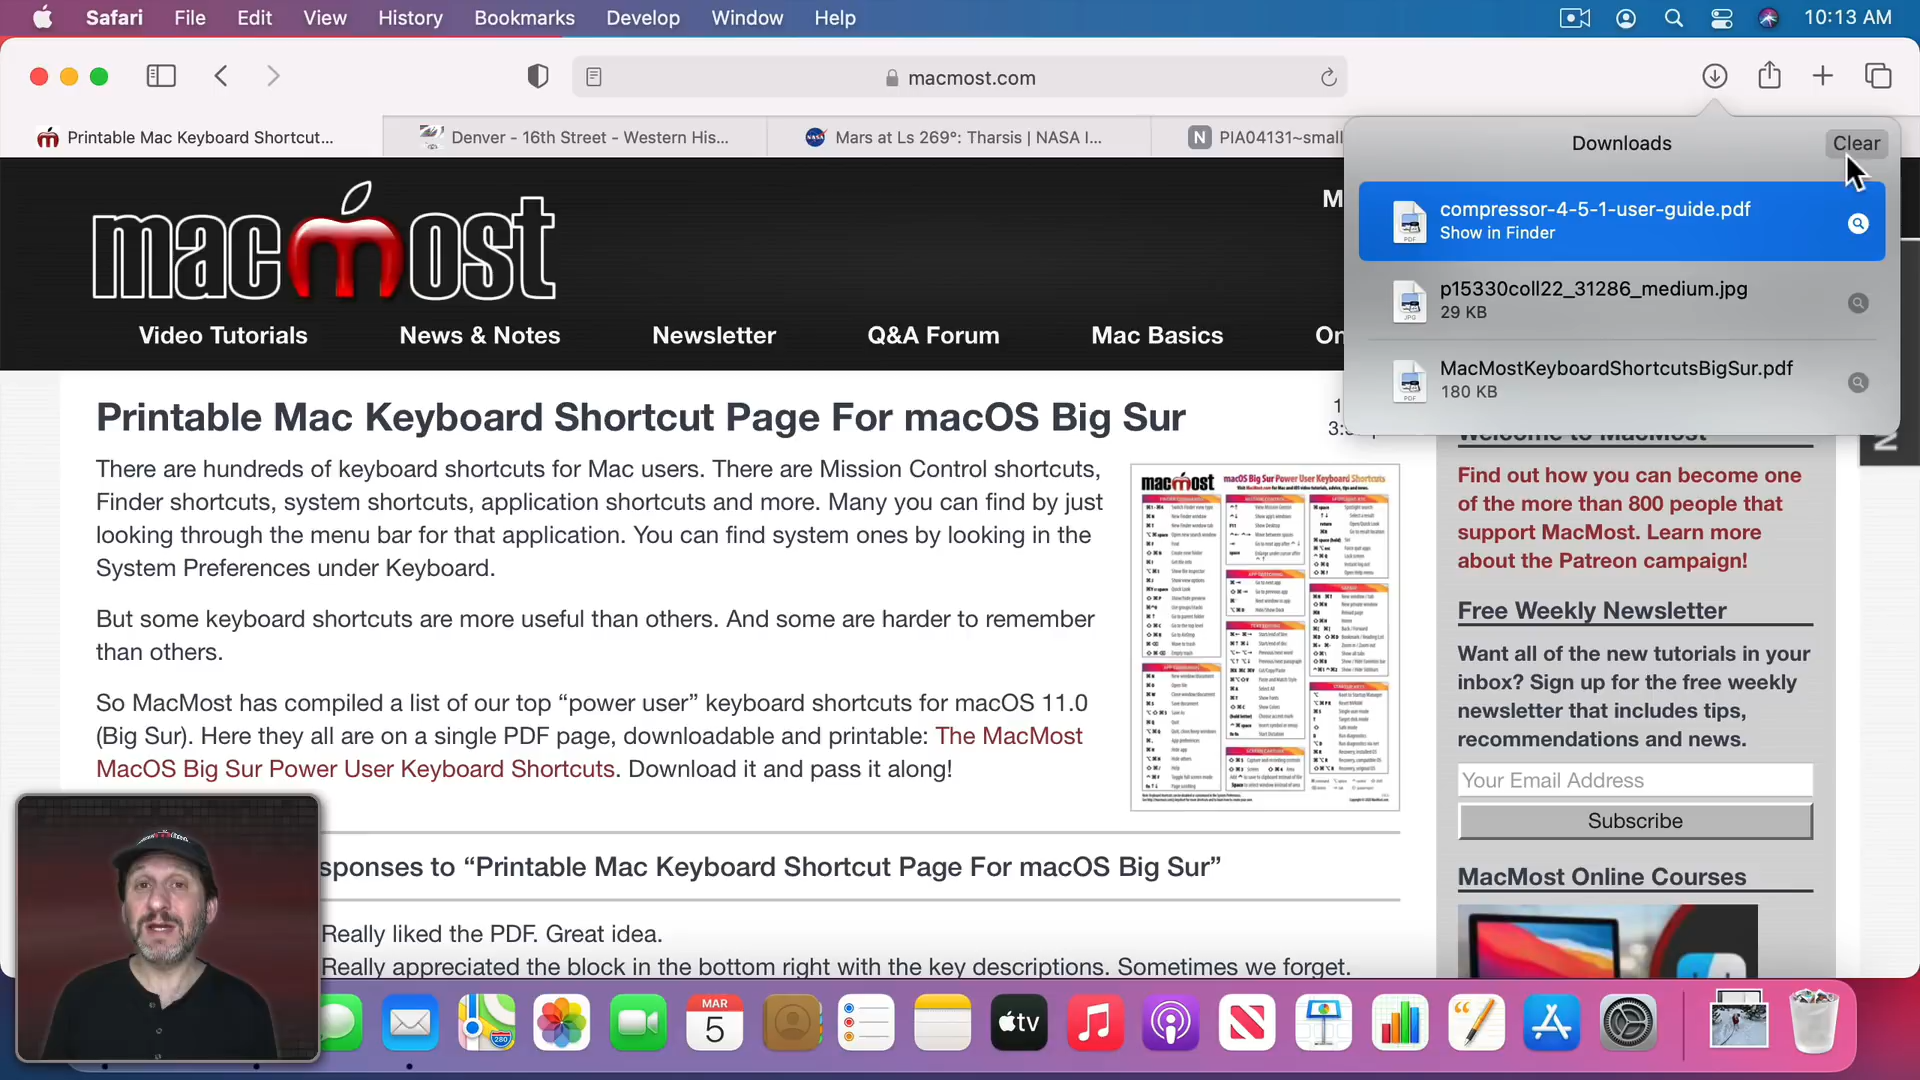 Safari File Edit View History Bookmarks Develop Window Help 10:13 AM
macmost.com
Printable Mac Keyboard Shortcut... Denver - 16th Street - Western His... Mars at Ls 269°: Tharsis | NASA I... N PIA04131~small
Downloads Clear
compressor-4-5-1-user-guide.pdf
Show in Finder
p15330coll22_31286_medium.jpg
29 KB
MacMostKeyboardShortcutsBigSur.pdf
180 KB
macmost
Video Tutorials News & Notes Newsletter Q&A Forum Mac Basics
Printable Mac Keyboard Shortcut Page For macOS Big Sur
There are hundreds of keyboard shortcuts for Mac users. There are Mission Control shortcuts,
Finder shortcuts, system shortcuts, application shortcuts and more. Many you can find by just
looking through the menu bar for that application. You can find system ones by looking in the
System Preferences under Keyboard.
But some keyboard shortcuts are more useful than others. And some are harder to remember
than others.
So MacMost has compiled a list of our top “power user” keyboard shortcuts for macOS 11.0
(Big Sur). Here they all are on a single PDF page, downloadable and printable: The MacMost
MacOS Big Sur Power User Keyboard Shortcuts. Download it and pass it along!
macmost macOS Big Sur Power User Keyboard Shortcuts
sponses to “Printable Mac Keyboard Shortcut Page For macOS Big Sur”
Really liked the PDF. Great idea.
Really appreciated the block in the bottom right with the key descriptions. Sometimes we forget.
Welcome to MacMost
Find out how you can become one
of the more than 800 people that
support MacMost. Learn more
about the Patreon campaign!
Free Weekly Newsletter
Want all of the new tutorials in your
inbox? Sign up for the free weekly
newsletter that includes tips,
recommendations and news.
Your Email Address
Subscribe
MacMost Online Courses
MAR
5
tv
280